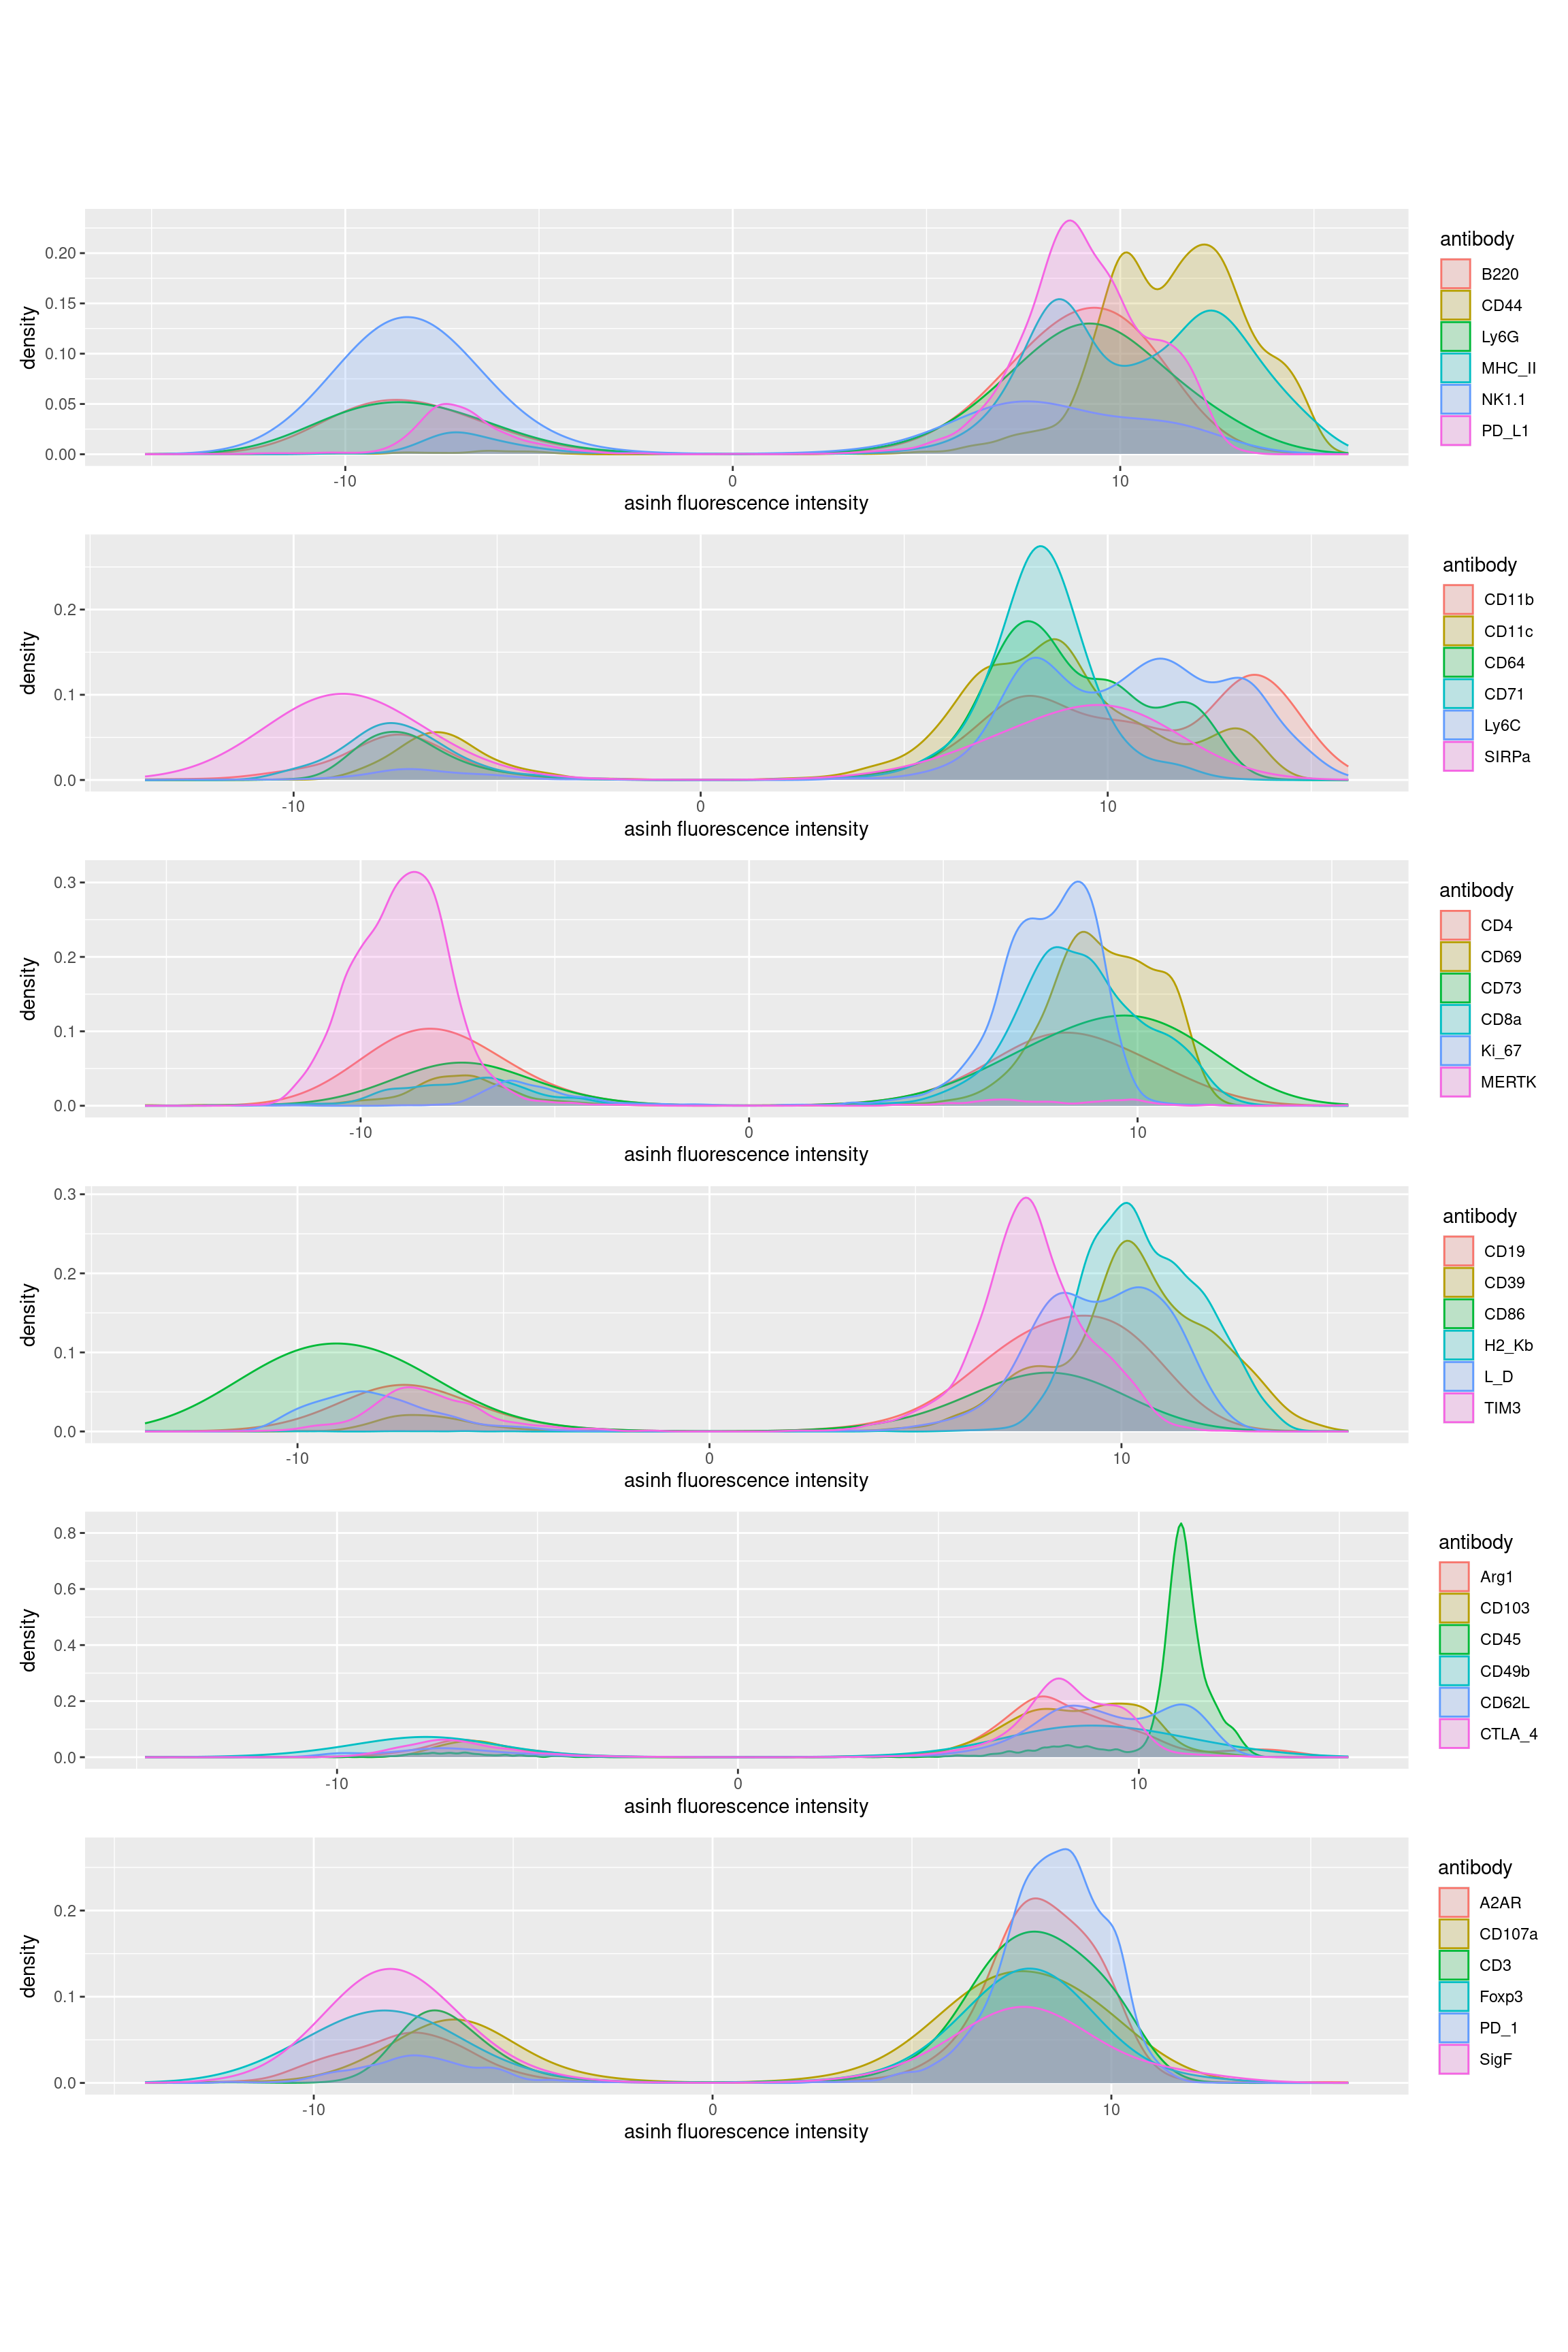 0.20
0.15
0.10
0.05
0.00
density
-10
0
10
asinh fluorescence intensity
antibody
B220
CD44
Ly6G
MHC_II
NK1.1
PD_L1
0.2
0.1
0.0
density
-10
0
10
asinh fluorescence intensity
antibody
CD11b
CD11c
CD64
CD71
Ly6C
SIRPa
0.3
0.2
0.1
0.0
density
-10
0
10
asinh fluorescence intensity
antibody
CD4
CD69
CD73
CD8a
Ki_67
MERTK
0.3
0.2
0.1
0.0
density
-10
0
10
asinh fluorescence intensity
antibody
CD19
CD39
CD86
H2_Kb
L_D
TIM3
0.8
0.6
0.4
0.2
0.0
density
-10
0
10
asinh fluorescence intensity
antibody
Arg1
CD103
CD45
CD49b
CD62L
CTLA_4
0.2
0.1
0.0
density
-10
0
10
asinh fluorescence intensity
antibody
A2AR
CD107a
CD3
Foxp3
PD_1
SigF